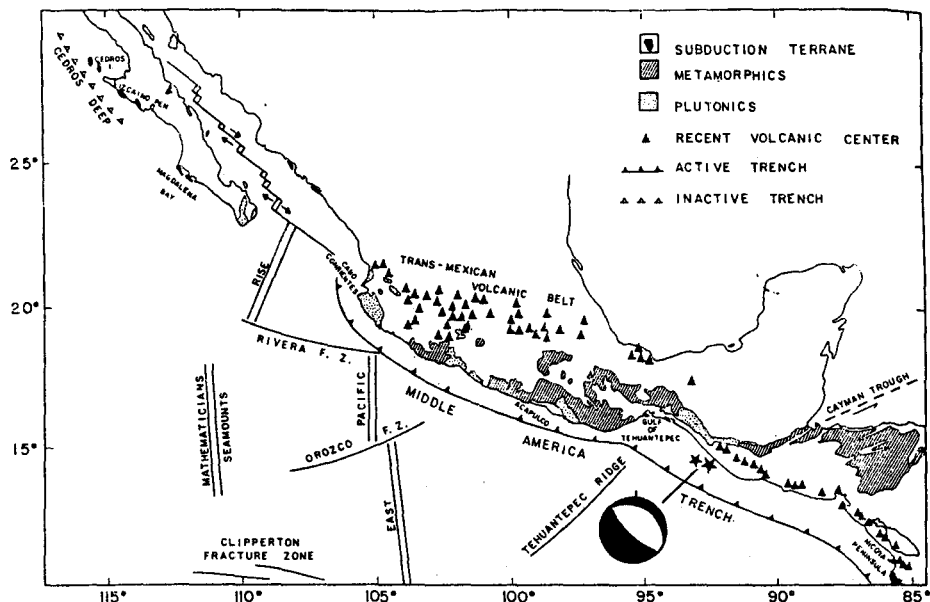 SUBDUCTION TERRANE
METAMORPHICS
PLUTONICS
RECENT VOLCANIC CENTER
ACTIVE TRENCH
INACTIVE TRENCH
CEDROS
I.
CEDROS
DEEP
VIZCAINO PEN
MAGDALENA
BAY
25°
20°
15°
RISE
CABO
CORRIENTES
TRANS-MEXICAN
VOLCANIC BELT
RIVERA F. Z.
MATHEMATICIANS
SEAMOUNTS
PACIFIC
MIDDLE
AMERICA
TRENCH
ACAPULCO
GULF
OF
TEHUANTEPEC
CAYMAN TROUGH
OROZCO F. Z.
EAST
TEHUANTEPEC RIDGE
CLIPPERTON
FRACTURE ZONE
NICOYA
PENINSULA
115°
110°
105°
100°
95°
90°
85°